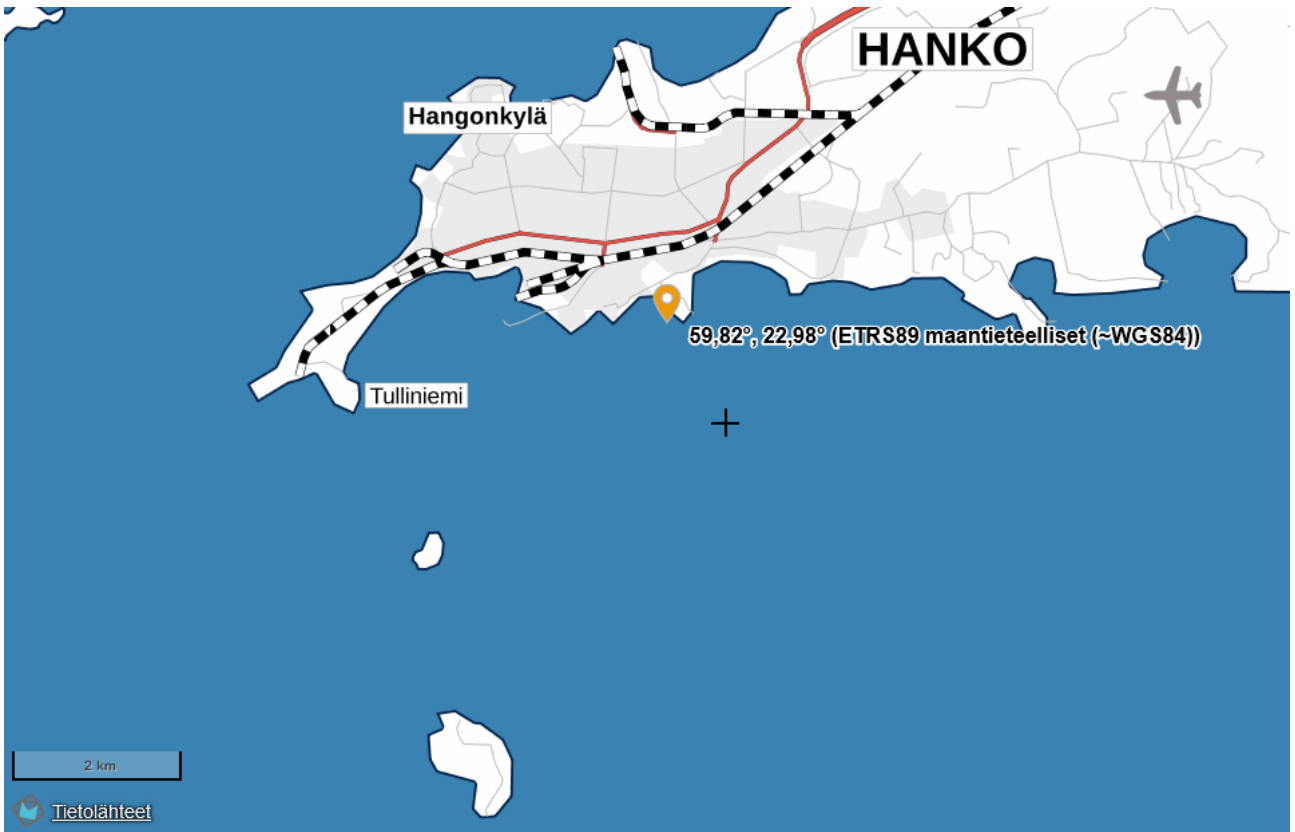 HANKO
Hangonkylä
59,82°, 22,98° (ETRS89 maantieteelliset (~WGS84))
Tulliniemi
2 km
Tietolähteet